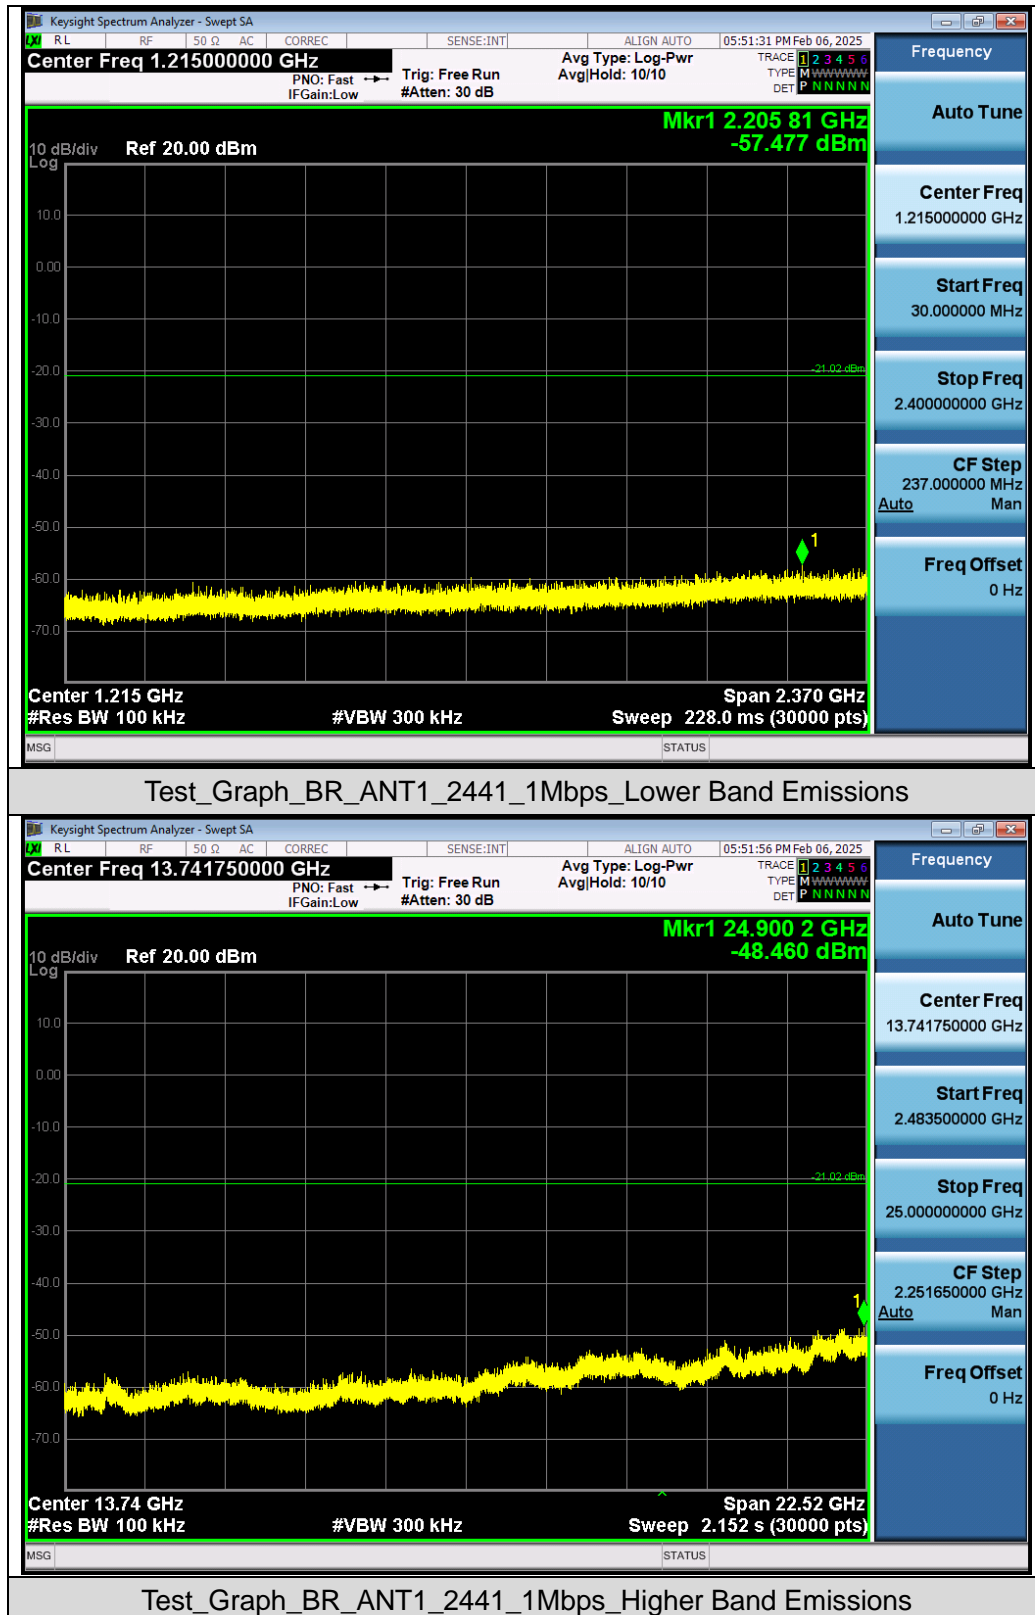 Keysight Spectrum Analyzer - Swept SA
LXI RL RF 50 Ω AC CORREC SENSE:INT ALIGN AUTO 05:51:31 PM Feb 06, 2025
Center Freq 1.215000000 GHz
PNO: Fast
IFGain:Low
Trig: Free Run
#Atten: 30 dB
Avg Type: Log-Pwr
Avg|Hold: 10/10
TRACE 1 2 3 4 5 6
TYPE M WWWWW
DET P N N N N N
Frequency
Auto Tune
Mkr1 2.205 81 GHz
-57.477 dBm
10 dB/div Ref 20.00 dBm
Log
10.0
0.00
-10.0
-20.0
-30.0
-40.0
-50.0
-60.0
-70.0
-21.02 dBm
1
Center Freq
1.215000000 GHz
Start Freq
30.000000 MHz
Stop Freq
2.400000000 GHz
CF Step
237.000000 MHz
Auto Man
Freq Offset
0 Hz
Center 1.215 GHz Span 2.370 GHz
#Res BW 100 kHz #VBW 300 kHz Sweep 228.0 ms (30000 pts)
MSG STATUS
Test_Graph_BR_ANT1_2441_1Mbps_Lower Band Emissions
Keysight Spectrum Analyzer - Swept SA
LXI RL RF 50 Ω AC CORREC SENSE:INT ALIGN AUTO 05:51:56 PM Feb 06, 2025
Center Freq 13.741750000 GHz
PNO: Fast
IFGain:Low
Trig: Free Run
#Atten: 30 dB
Avg Type: Log-Pwr
Avg|Hold: 10/10
TRACE 1 2 3 4 5 6
TYPE M WWWWW
DET P N N N N N
Frequency
Auto Tune
Mkr1 24.900 2 GHz
-48.460 dBm
10 dB/div Ref 20.00 dBm
Log
10.0
0.00
-10.0
-20.0
-30.0
-40.0
-50.0
-60.0
-70.0
-21.02 dBm
1
Center Freq
13.741750000 GHz
Start Freq
2.483500000 GHz
Stop Freq
25.000000000 GHz
CF Step
2.251650000 GHz
Auto Man
Freq Offset
0 Hz
Center 13.74 GHz Span 22.52 GHz
#Res BW 100 kHz #VBW 300 kHz Sweep 2.152 s (30000 pts)
MSG STATUS
Test_Graph_BR_ANT1_2441_1Mbps_Higher Band Emissions